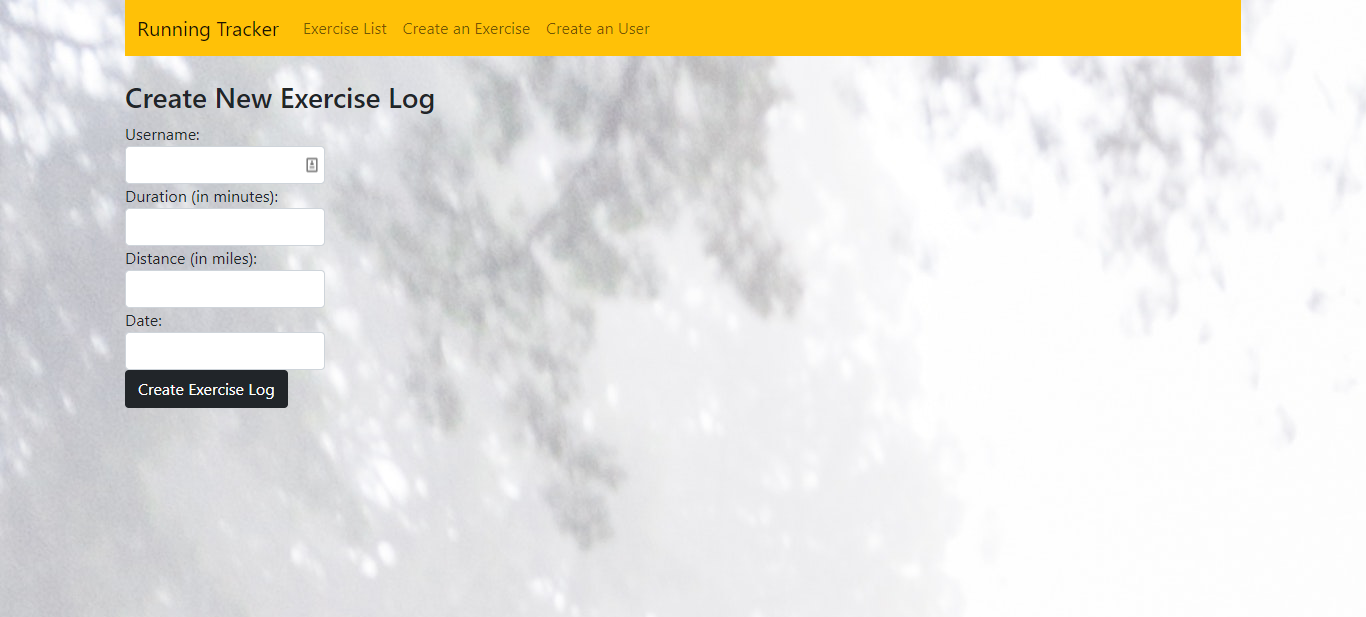 Running Tracker Exercise List Create an Exercise Create an User
Create New Exercise Log
Username:
Duration (in minutes):
Distance (in miles):
Date:
Create Exercise Log